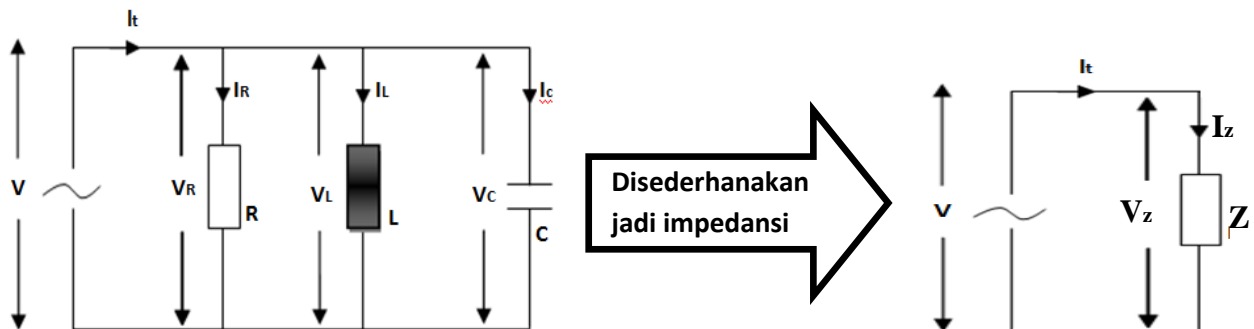 It
IR
IL
Ic
V
VR
R
VL
L
VC
C
Disederhanakan
jadi impedansi
It
Iz
V
Vz
Z